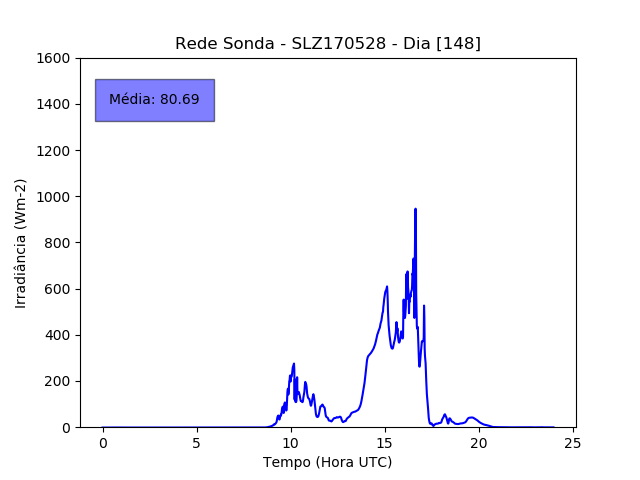 Rede Sonda - SLZ170528 - Dia [148]
Média: 80.69
Irradiância (Wm-2)
1600
1400
1200
1000
800
600
400
200
0
0 5 10 15 20 25
Tempo (Hora UTC)